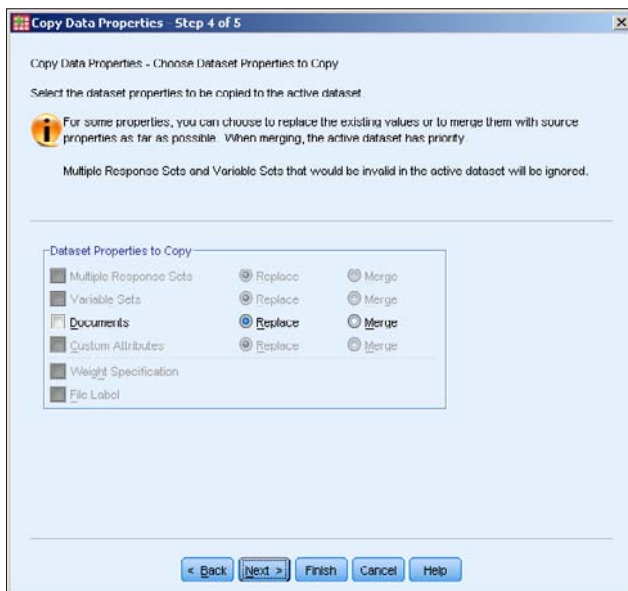 Copy Data Properties - Step 4 of 5
Copy Data Properties - Choose Dataset Properties to Copy
Select the dataset properties to be copied to the active dataset.
For some properties, you can choose to replace the existing values or to merge them with source
properties as far as possible. When merging, the active dataset has priority.
Multiple Response Sets and Variable Sets that would be invalid in the active dataset will be ignored.
Dataset Properties to Copy
Multiple Response Sets Replace Merge
Variable Sets Replace Merge
Documents Replace Merge
Custom Attributes Replace Merge
Weight Specification
File Label
< Back Next > Finish Cancel Help